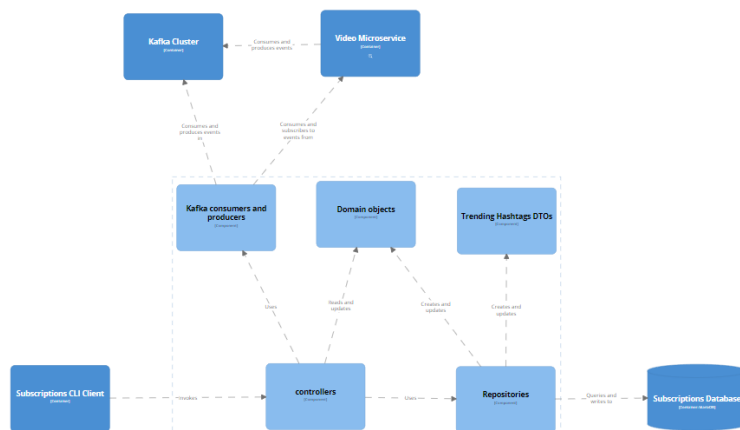 Kafka Cluster
[Container]
Consumes and
produces events
Video Microservice
[Container]
Consumes and
produces events
in
Consumes and
subscribes to
events from
Kafka consumers and
producers
[Component]
Domain objects
[Component]
Trending Hashtags DTOs
[Component]
Uses
Reads and
updates
Creates and
updates
Creates and
updates
Subscriptions CLI Client
[Container]
Invokes
controllers
[Component]
Uses
Repositories
[Component]
Queries and
writes to
Subscriptions Database